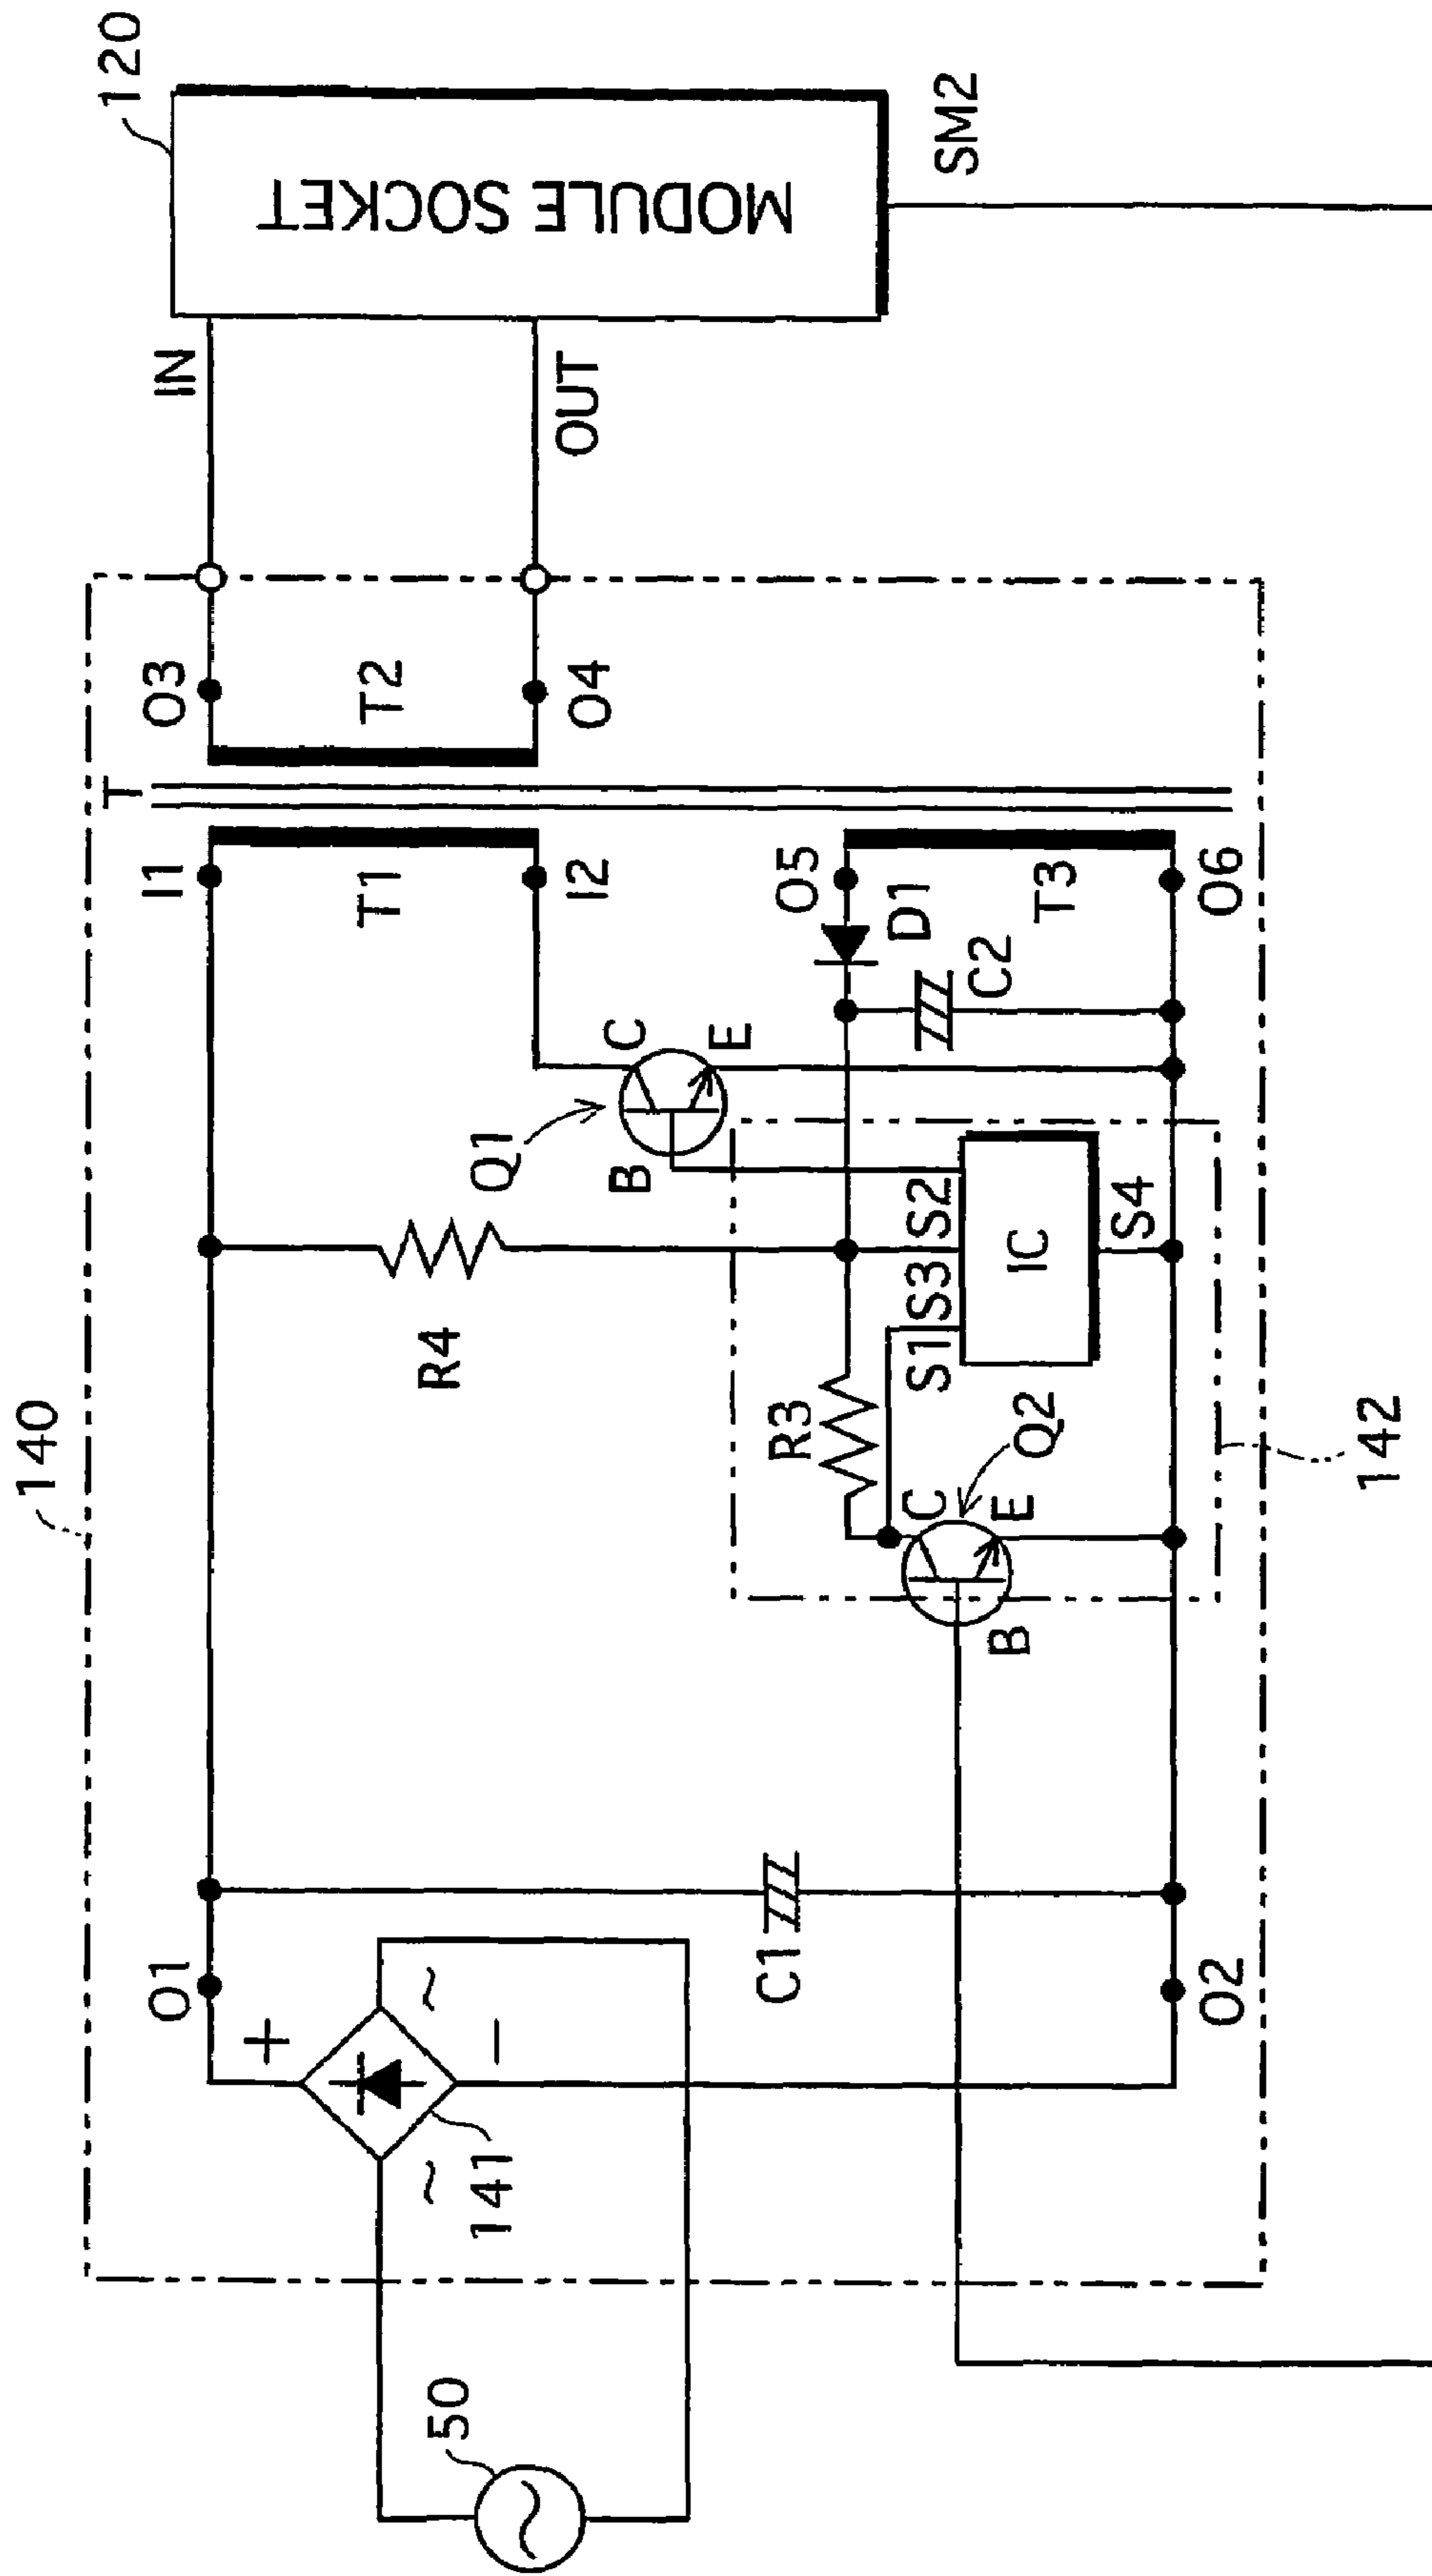 140
120
MODULE SOCKET
IN
OUT
SM2
T
O3
T2
O4
I1
T1
I2
O5
D1
T3
O6
C2
Q1
C
B
E
R4
S2
S3
S1
IC
S4
R3
Q2
C
E
B
142
O1
+
~
−
~
141
C1
O2
50
~